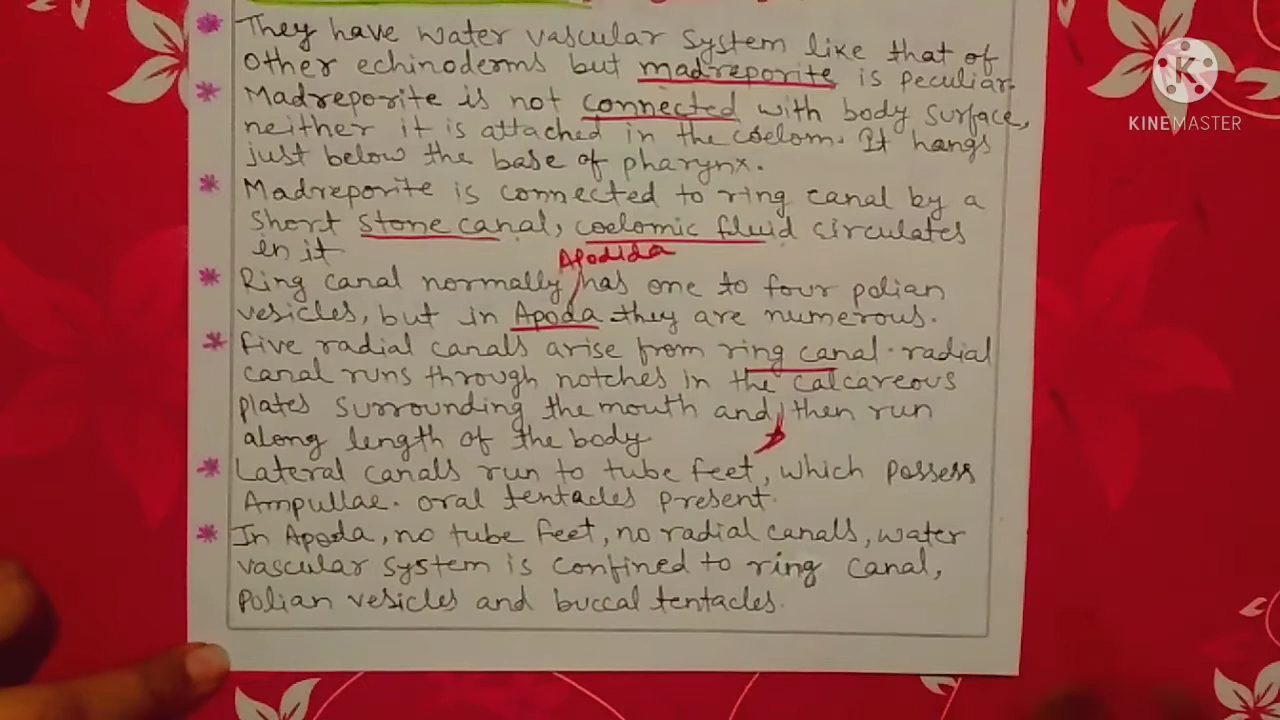 * They have water vascular system like that of
other echinoderms but madreporite is peculiar.
* Madreporite is not connected with body surface,
neither it is attached in the coelom. It hangs
just below the base of pharynx.
* Madreporite is connected to ring canal by a
short stone canal, coelomic fluid circulates
in it
Apodida
* Ring canal normally has one to four polian
vesicles, but in Apoda they are numerous.
* Five radial canals arise from ring canal. radial
canal runs through notches in the calcareous
plates surrounding the mouth and then run
along length of the body
* Lateral canals run to tube feet, which possess
Ampullae. oral tentacles present.
* In Apoda, no tube feet, no radial canals, water
vascular system is confined to ring canal,
Polian vesicles and buccal tentacles.
K
KINEMASTER